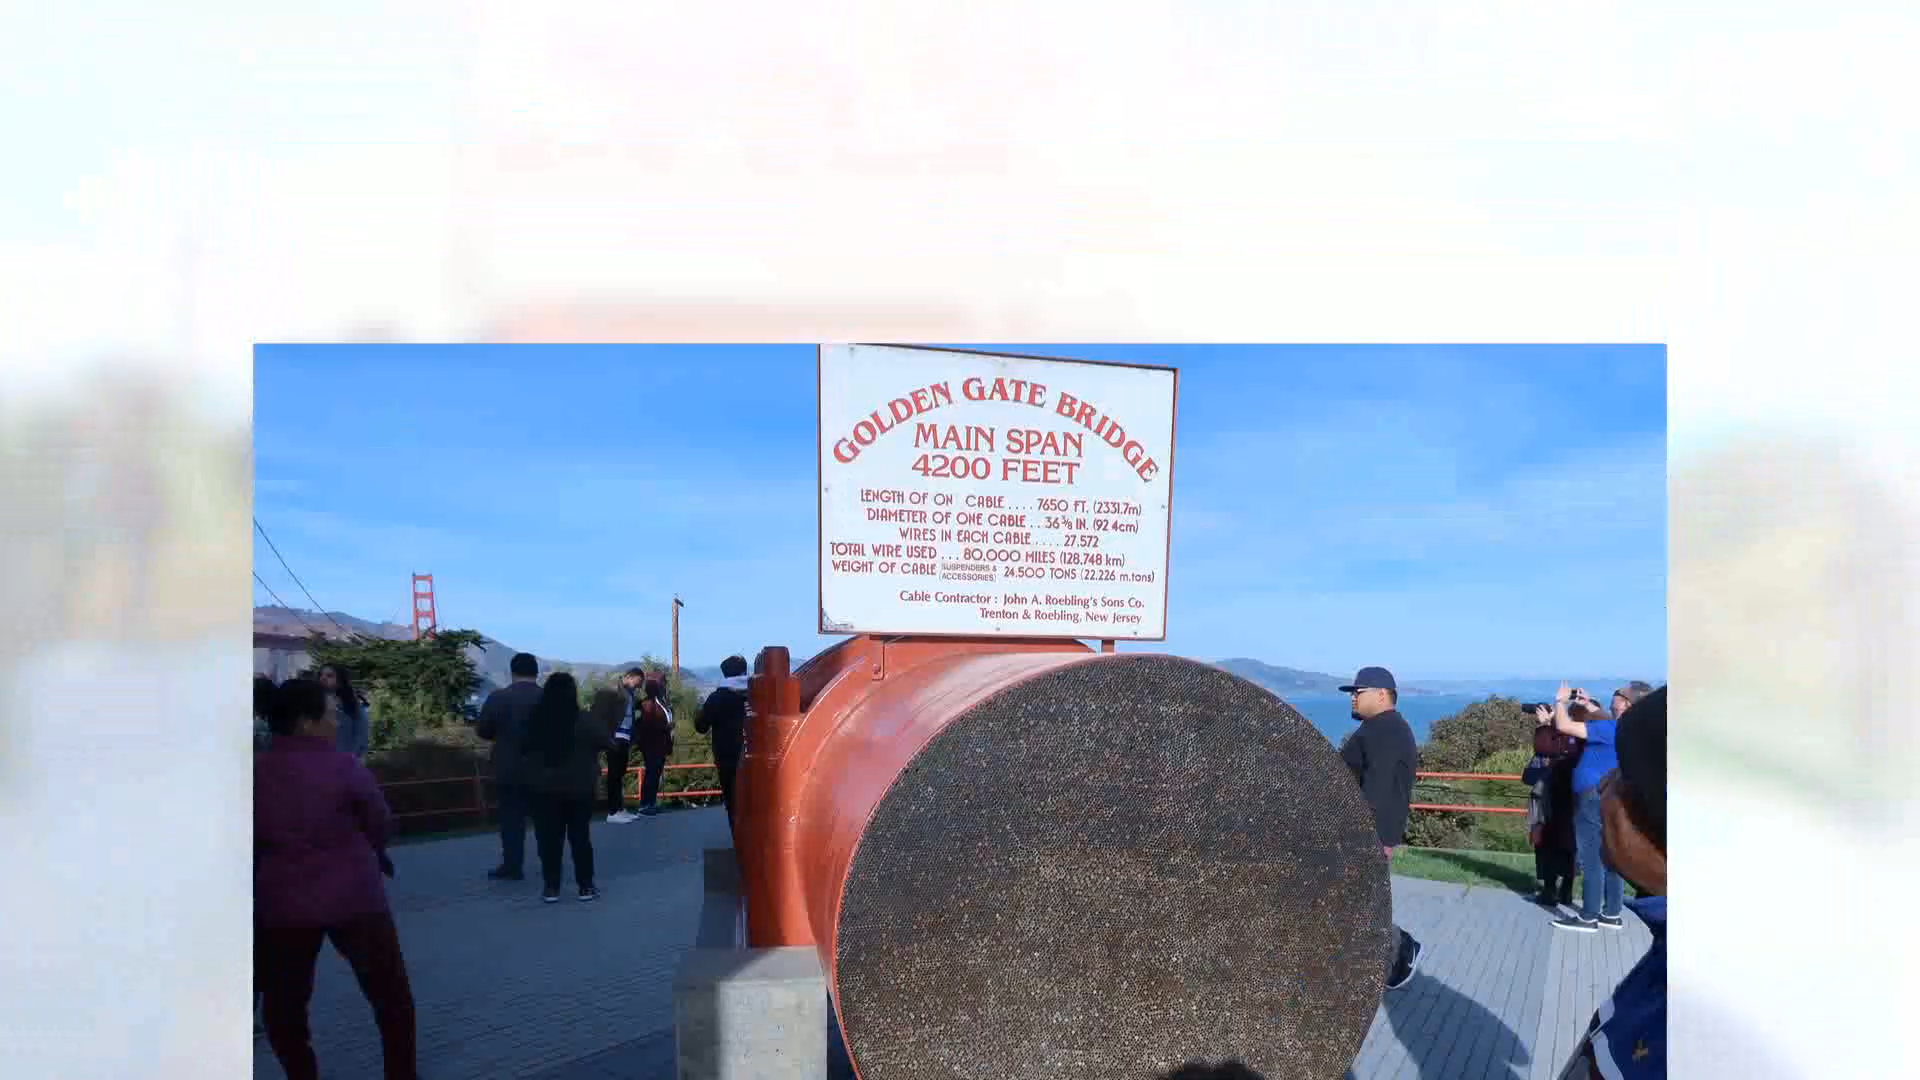 GOLDEN GATE BRIDGE
MAIN SPAN
4200 FEET
LENGTH OF ON CABLE .... 7650 FT. (2331.7m)
DIAMETER OF ONE CABLE .. 36 3/8 IN. (92 4cm)
WIRES IN EACH CABLE .... 27,572
TOTAL WIRE USED ... 80,000 MILES (128,748 km)
WEIGHT OF CABLE (SUSPENDERS & ACCESSORIES) 24,500 TONS (22,226 m.tons)
Cable Contractor : John A. Roebling's Sons Co.
Trenton & Roebling, New Jersey